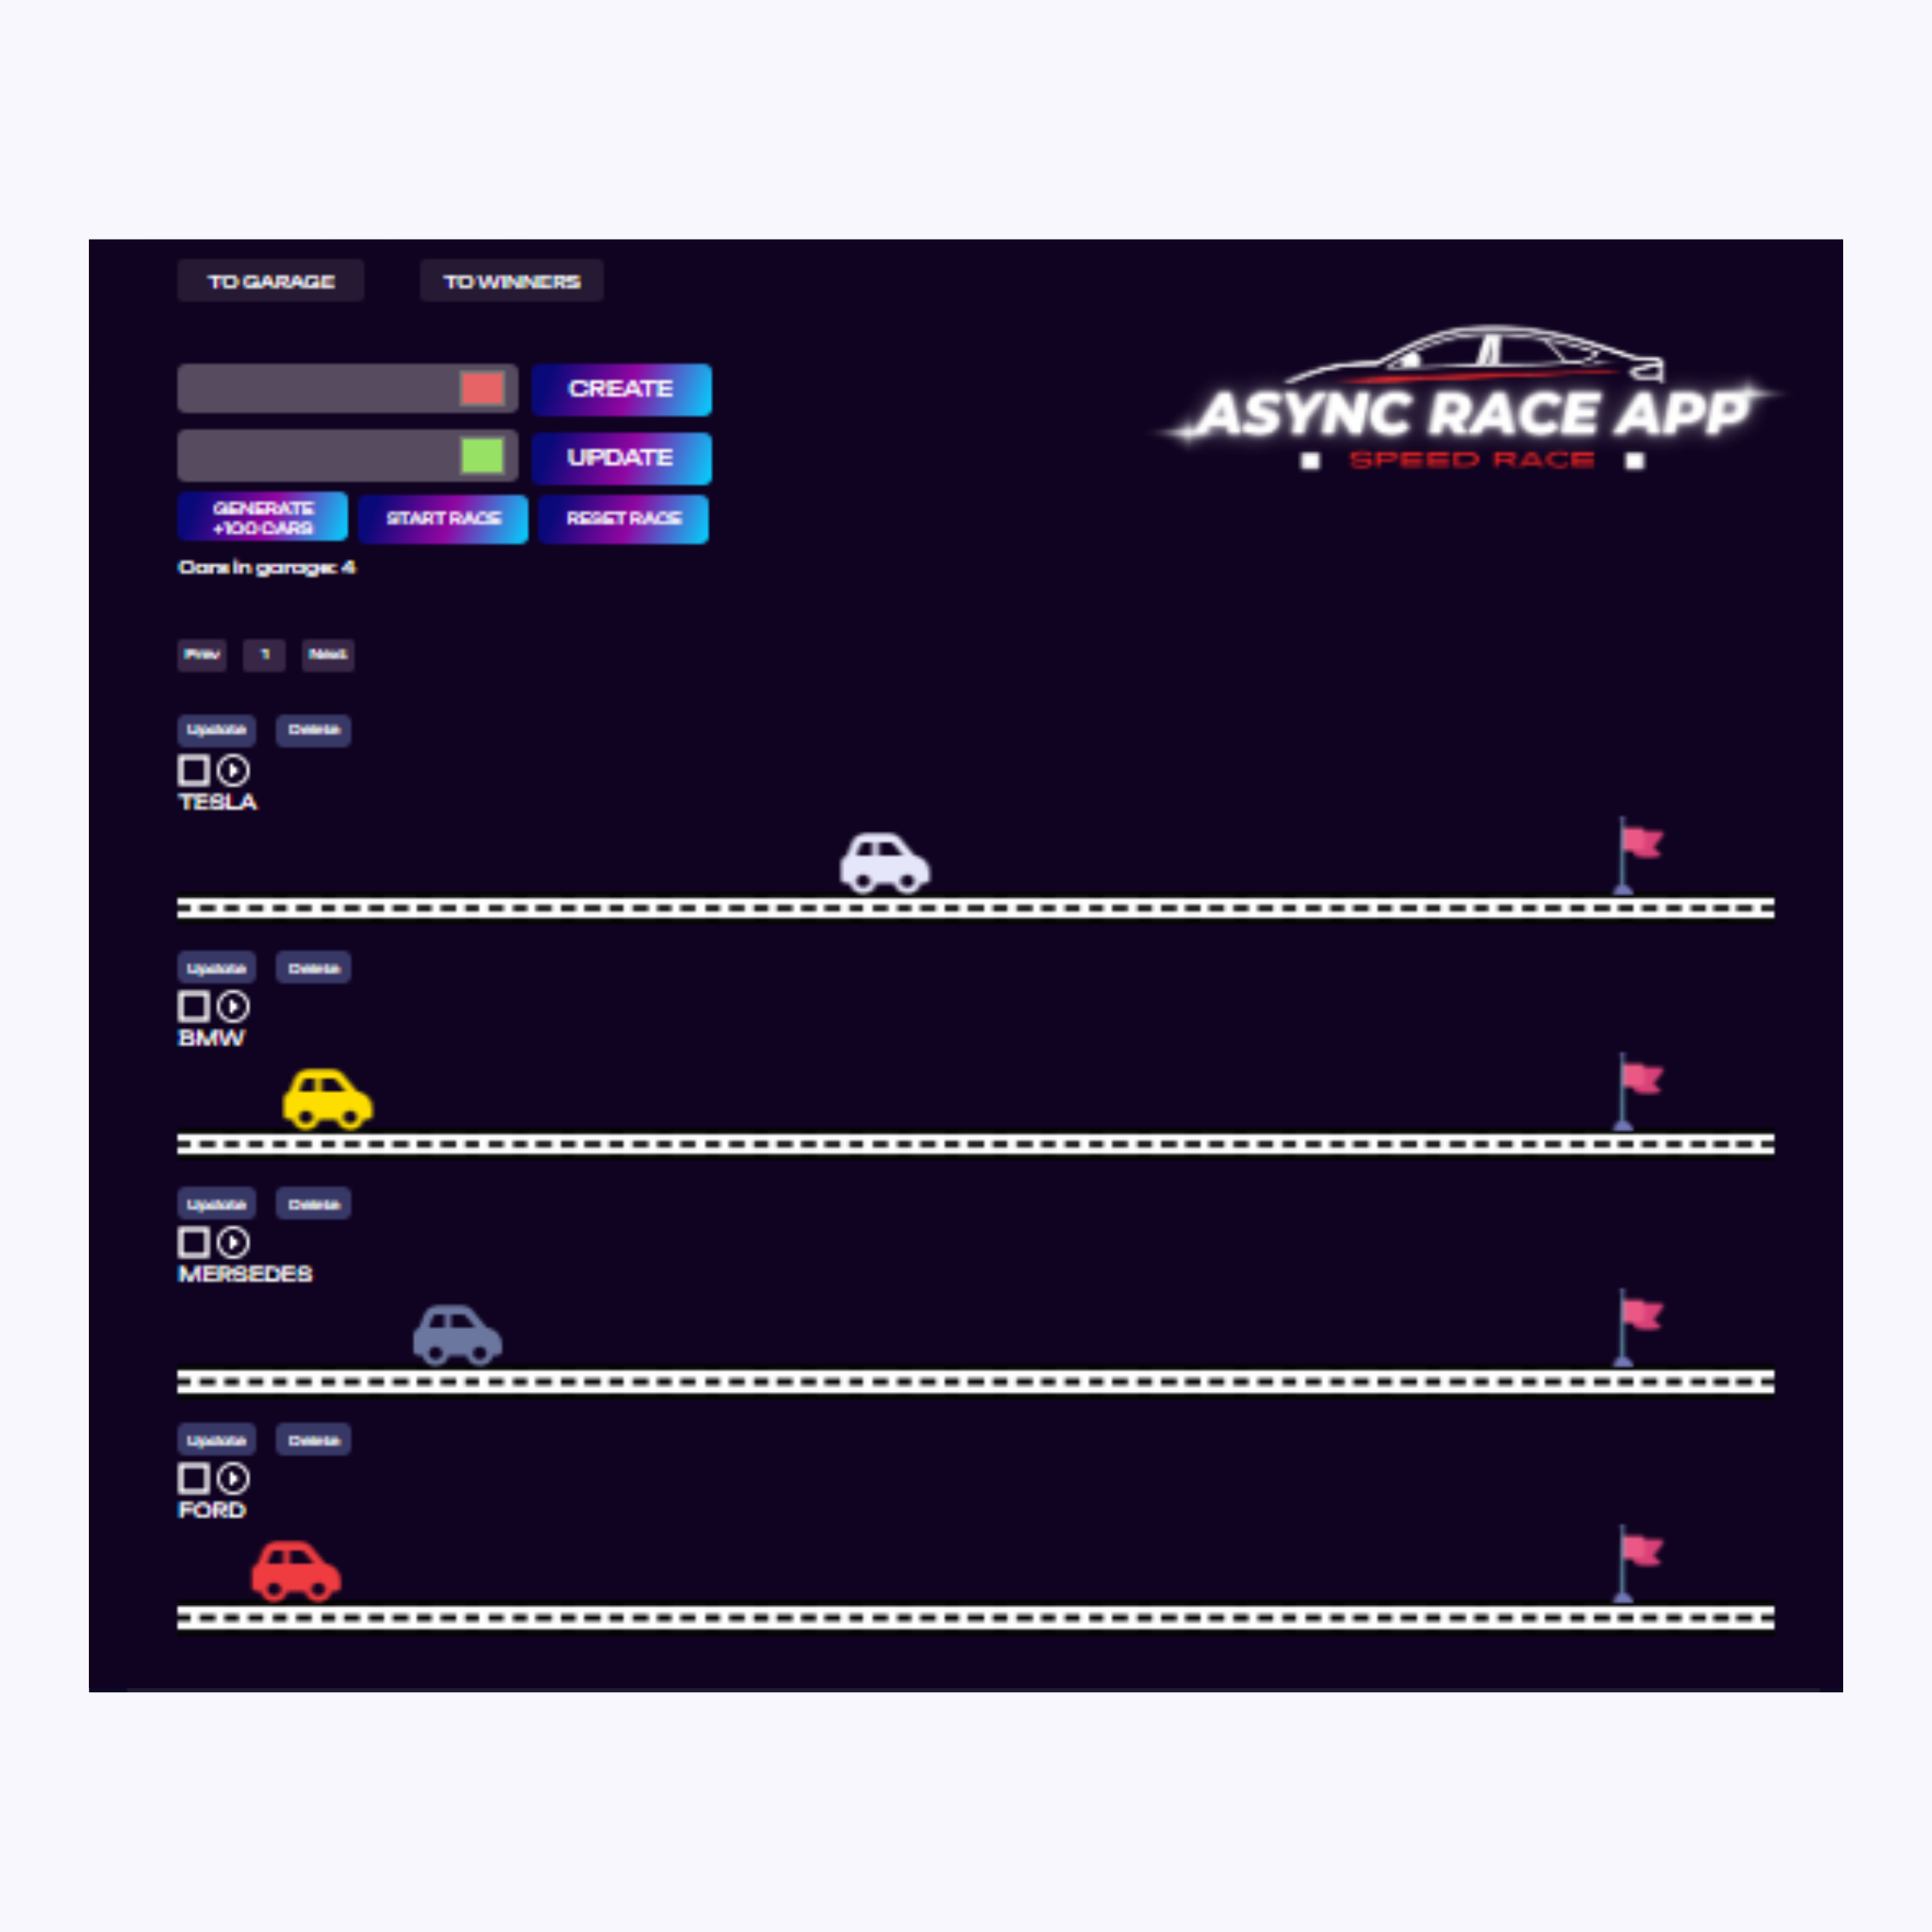 TO GARAGE TO WINNERS
ASYNC RACE APP
SPEED RACE
CREATE
UPDATE
GENERATE
+100 CARS
START RACE RESET RACE
Cars in garage: 4
Prev 1 Next
Update Delete
TESLA
Update Delete
BMW
Update Delete
MERSEDES
Update Delete
FORD